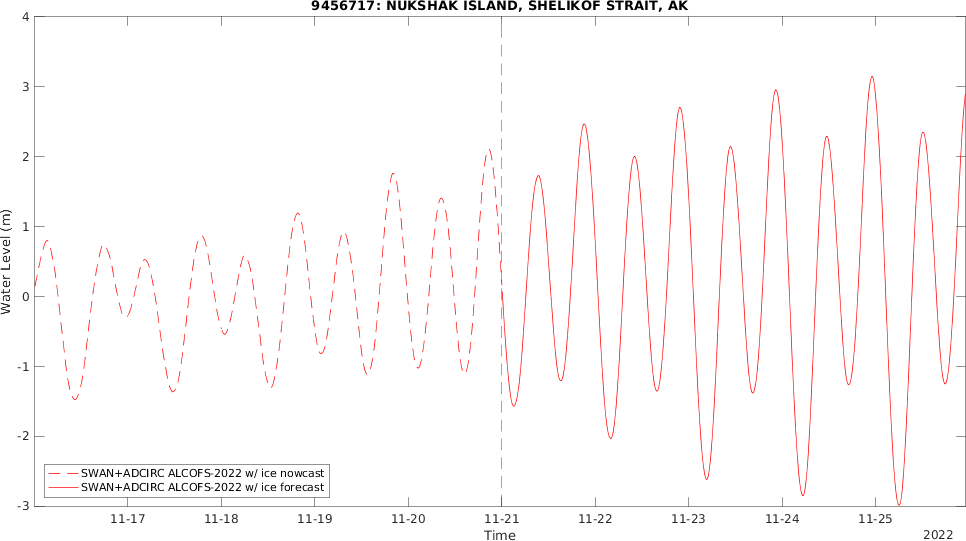 9456717: NUKSHAK ISLAND, SHELIKOF STRAIT, AK
4
3
2
1
0
-1
-2
-3
Water Level (m)
SWAN+ADCIRC ALCOFS-2022 w/ ice nowcast
SWAN+ADCIRC ALCOFS-2022 w/ ice forecast
11-17 11-18 11-19 11-20 11-21 11-22 11-23 11-24 11-25
Time
2022